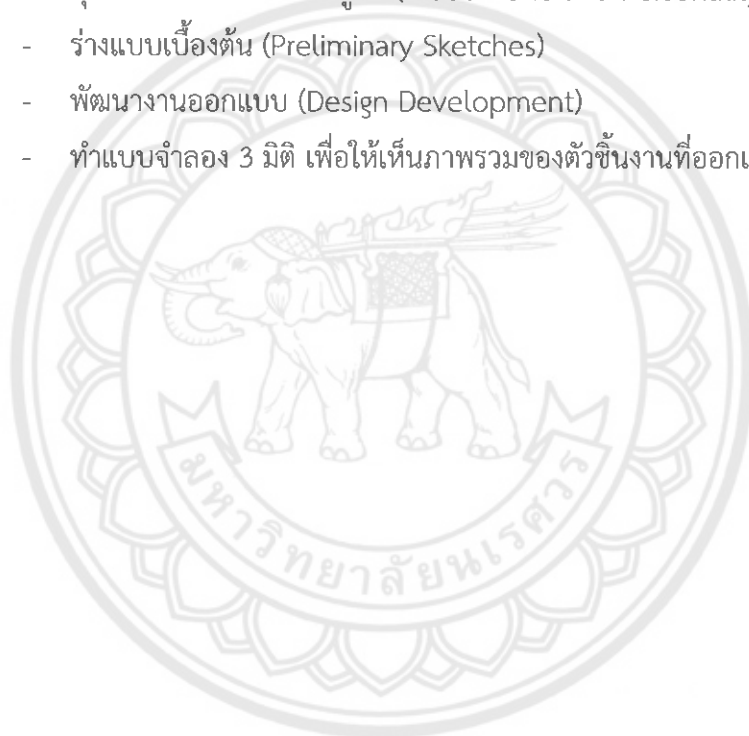 - ร่างแบบเบื้องต้น (Preliminary Sketches)
- พัฒนางานออกแบบ (Design Development)
- ทำแบบจำลอง 3 มิติ เพื่อให้เห็นภาพรวมของตัวชิ้นงานที่ออก
มหาวิทยาลัยนเรศวร